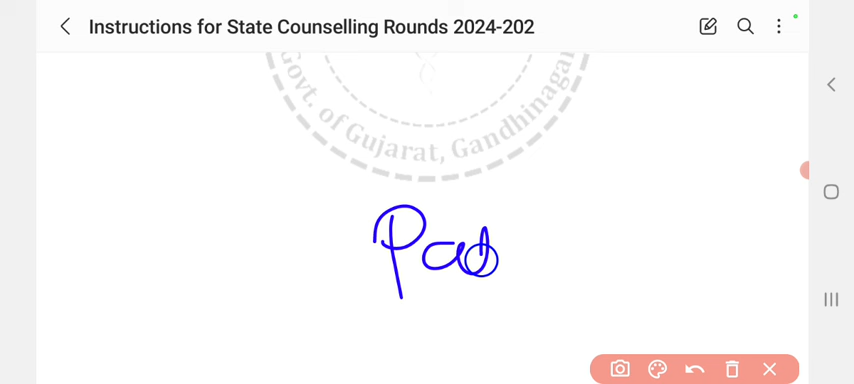 Instructions for State Counselling Rounds 2024-202
Govt. of Gujarat, Gandhinagar